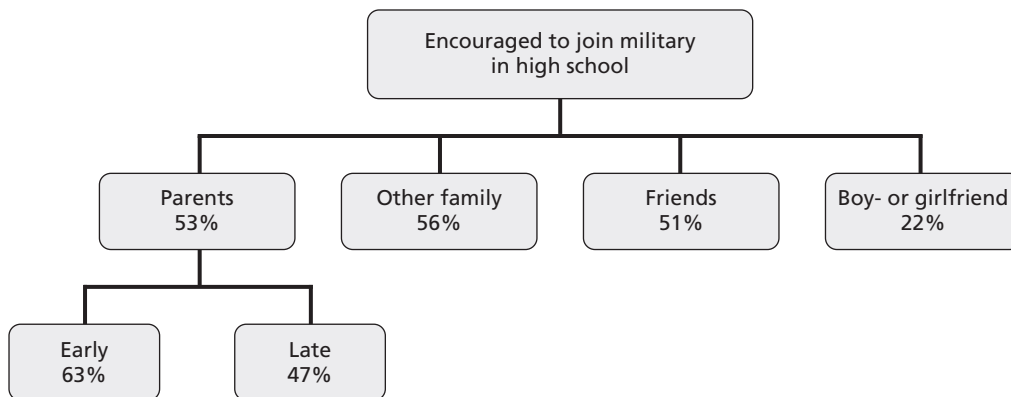 Encouraged to join military
in high school
Parents
53%
Other family
56%
Friends
51%
Boy- or girlfriend
22%
Early
63%
Late
47%